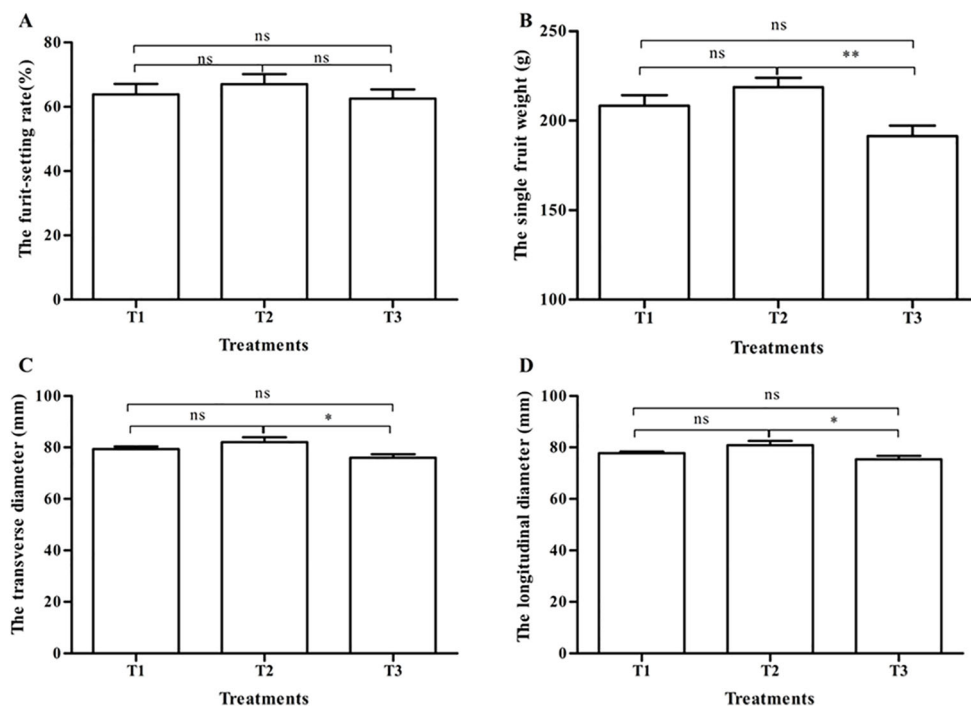 A
The furit-setting rate(%)
80
60
40
20
0
ns
ns
ns
T1
T2
T3
Treatments
B
The single fruit weight (g)
250
200
150
100
ns
ns
**
T1
T2
T3
Treatments
C
The transverse diameter (mm)
100
80
60
40
20
0
ns
ns
*
T1
T2
T3
Treatments
D
The longitudinal diameter (mm)
100
80
60
40
20
0
ns
ns
*
T1
T2
T3
Treatments